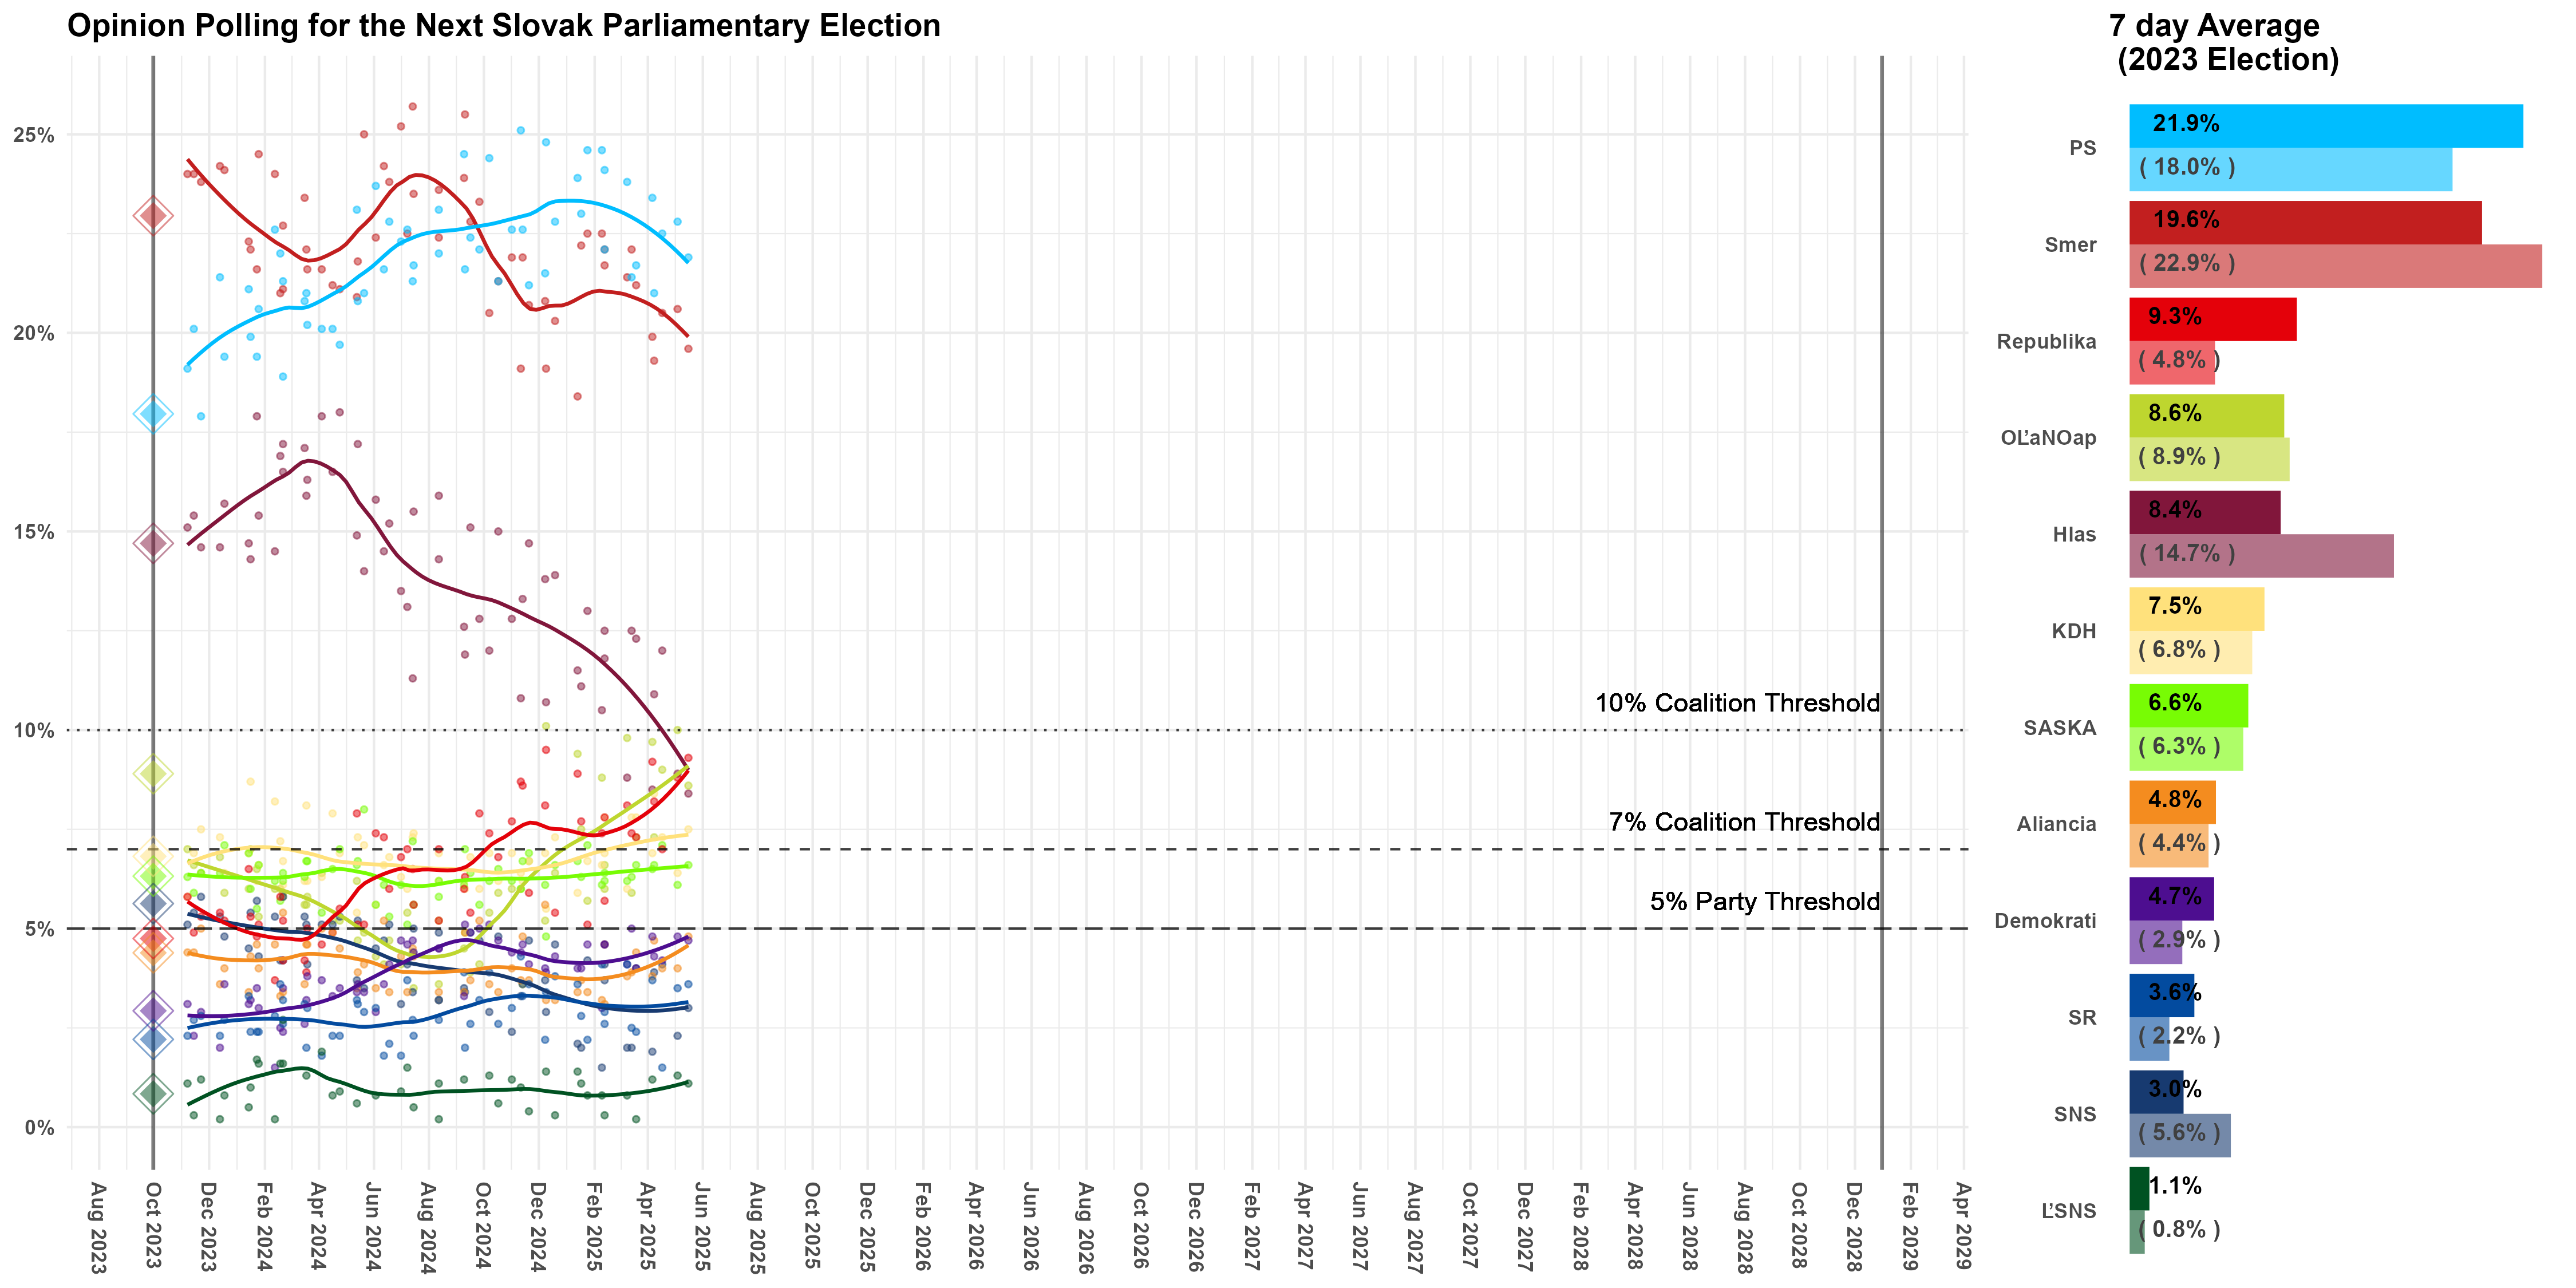 Opinion Polling for the Next Slovak Parliamentary Election
7 day Average
(2023 Election)
25%
20%
15%
10%
5%
0%
10% Coalition Threshold
7% Coalition Threshold
5% Party Threshold
Aug 2023
Oct 2023
Dec 2023
Feb 2024
Apr 2024
Jun 2024
Aug 2024
Oct 2024
Dec 2024
Feb 2025
Apr 2025
Jun 2025
Aug 2025
Oct 2025
Dec 2025
Feb 2026
Apr 2026
Jun 2026
Aug 2026
Oct 2026
Dec 2026
Feb 2027
Apr 2027
Jun 2027
Aug 2027
Oct 2027
Dec 2027
Feb 2028
Apr 2028
Jun 2028
Aug 2028
Oct 2028
Dec 2028
Feb 2029
Apr 2029
PS
21.9%
( 18.0% )
Smer
19.6%
( 22.9% )
Republika
9.3%
( 4.8% )
OĽaNOap
8.6%
( 8.9% )
Hlas
8.4%
( 14.7% )
KDH
7.5%
( 6.8% )
SASKA
6.6%
( 6.3% )
Aliancia
4.8%
( 4.4% )
Demokrati
4.7%
( 2.9% )
SR
3.6%
( 2.2% )
SNS
3.0%
( 5.6% )
ĽSNS
1.1%
( 0.8% )